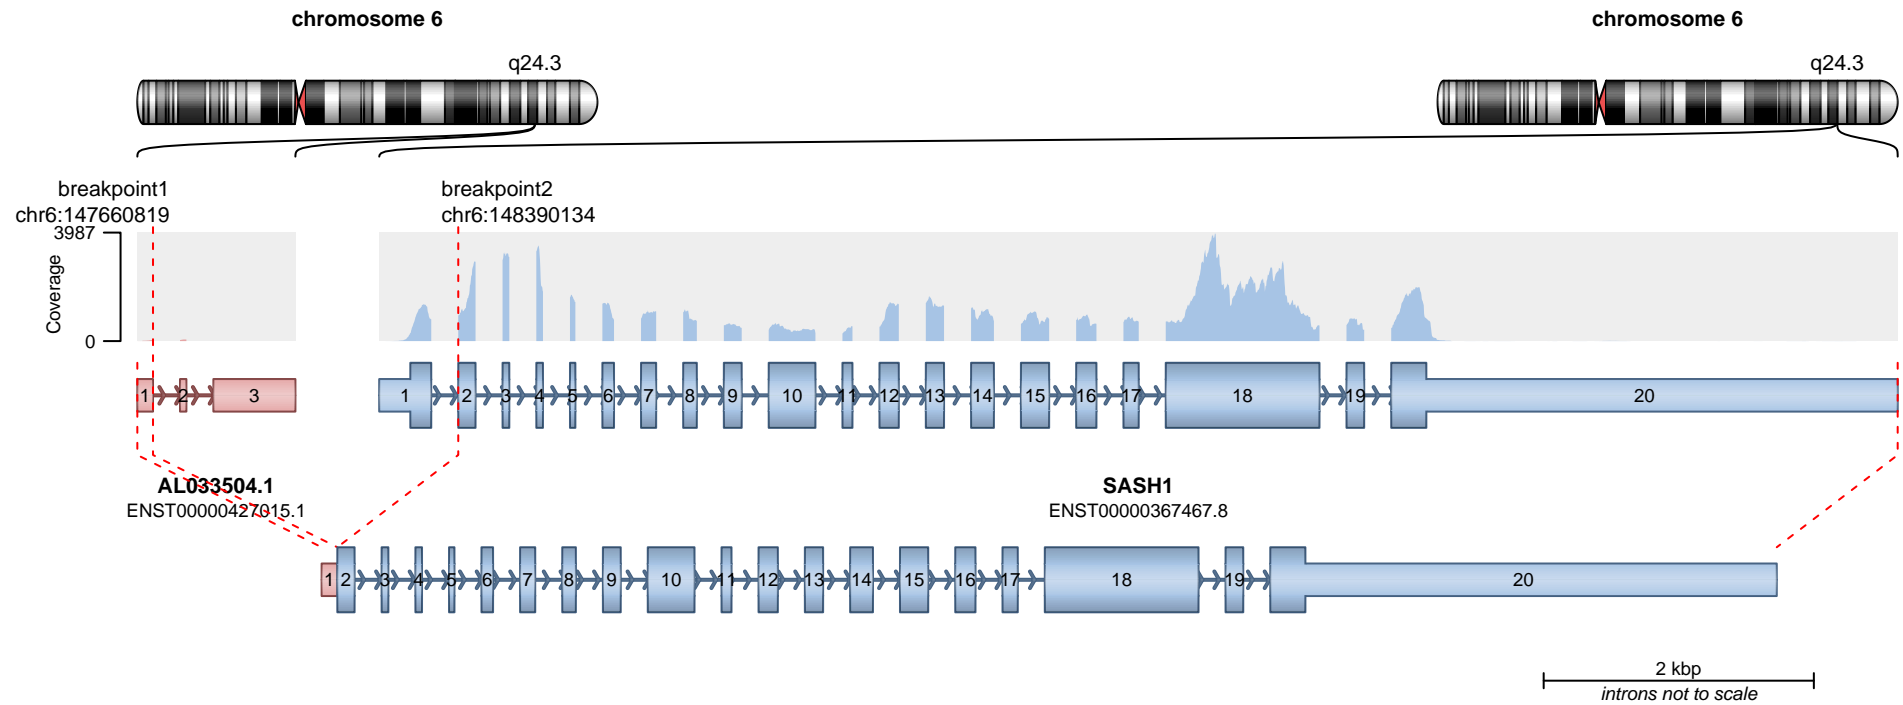 chromosome 6
chromosome 6
q24.3
q24.3
breakpoint1
chr6:147660819
breakpoint2
chr6:148390134
3987
Coverage
0
1 2 3
1 2 3 4 5 6 7 8 9 10 11 12 13 14 15 16 17 18 19 20
AL033504.1
ENST00000427015.1
SASH1
ENST00000367467.8
1 2 3 4 5 6 7 8 9 10 11 12 13 14 15 16 17 18 19 20
2 kbp
introns not to scale